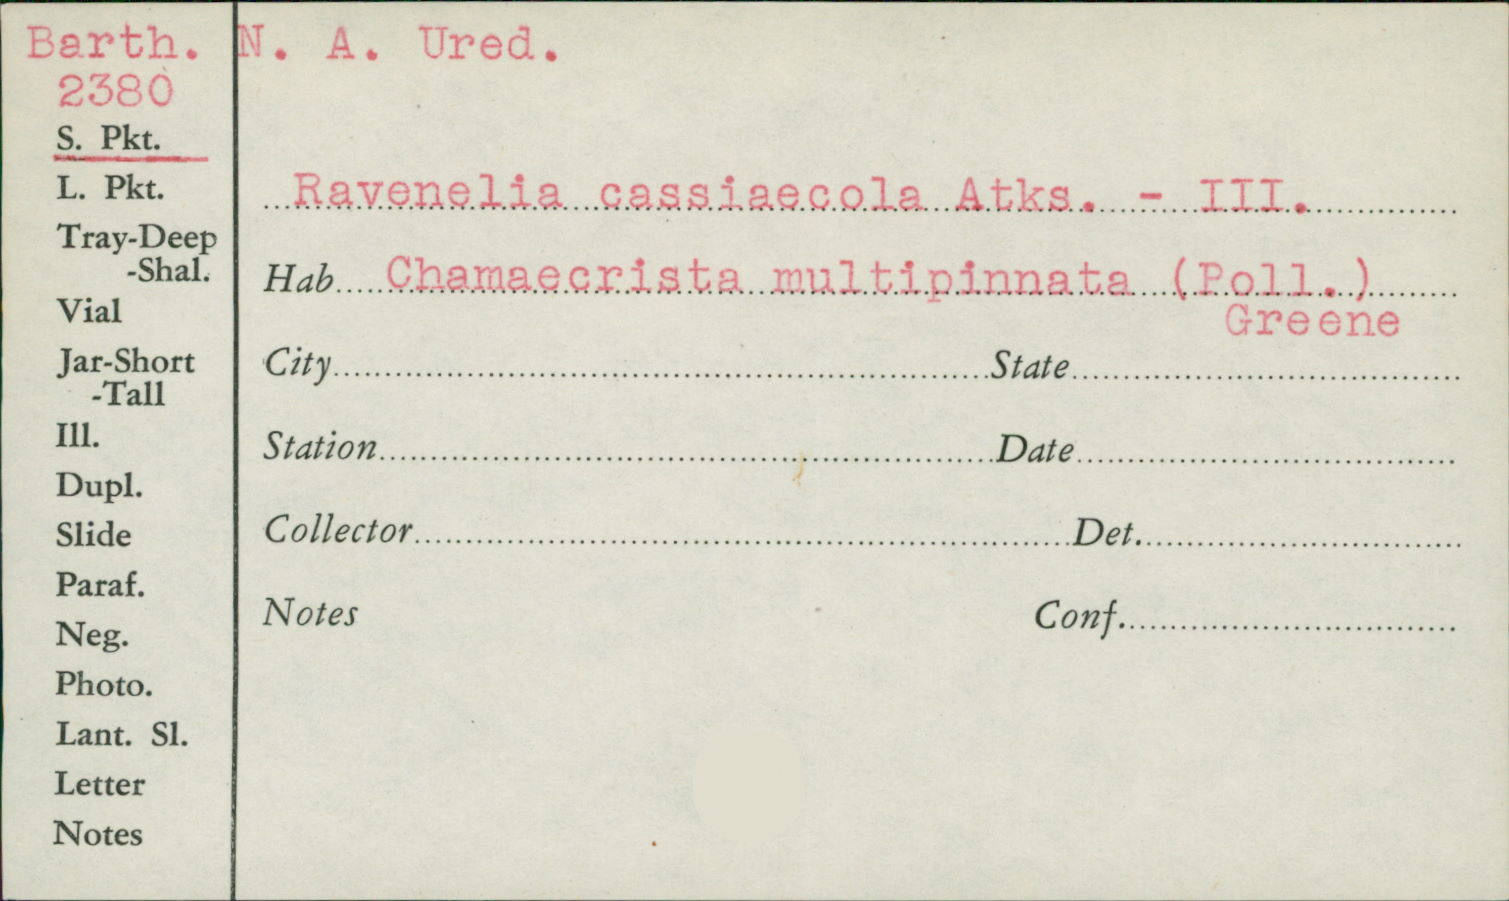 Barth. N. A. Ured.
2380
S. Pkt.
L. Pkt.
Tray-Deep
-Shal.
Vial
Jar-Short
-Tall
Ill.
Dupl.
Slide
Paraf.
Neg.
Photo.
Lant. Sl.
Letter
Notes
Ravenelia cassiaecola Atks. - III.
Hab. Chamaecrista multipinnata (Poll.)
Greene
City State
Station Date
Collector Det.
Notes Conf.